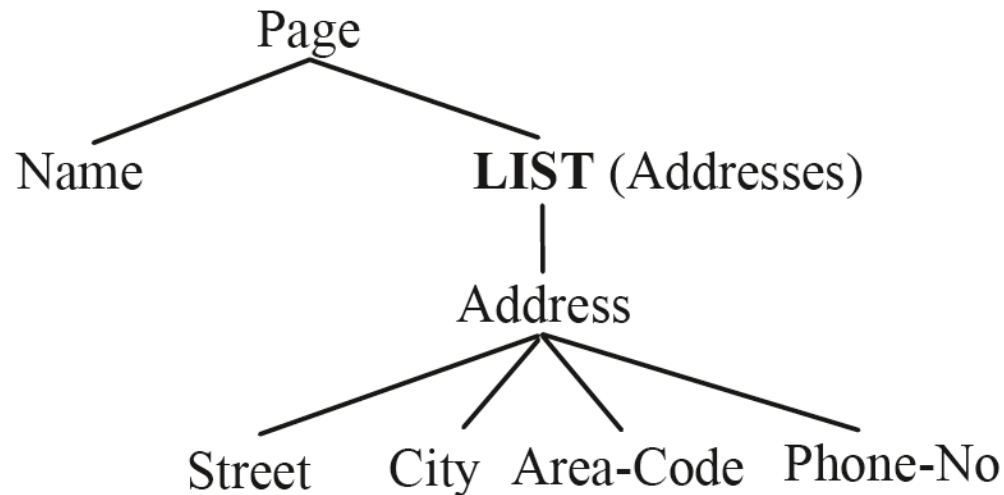 Page
Name LIST (Addresses)
Address
Street City Area-Code Phone-No